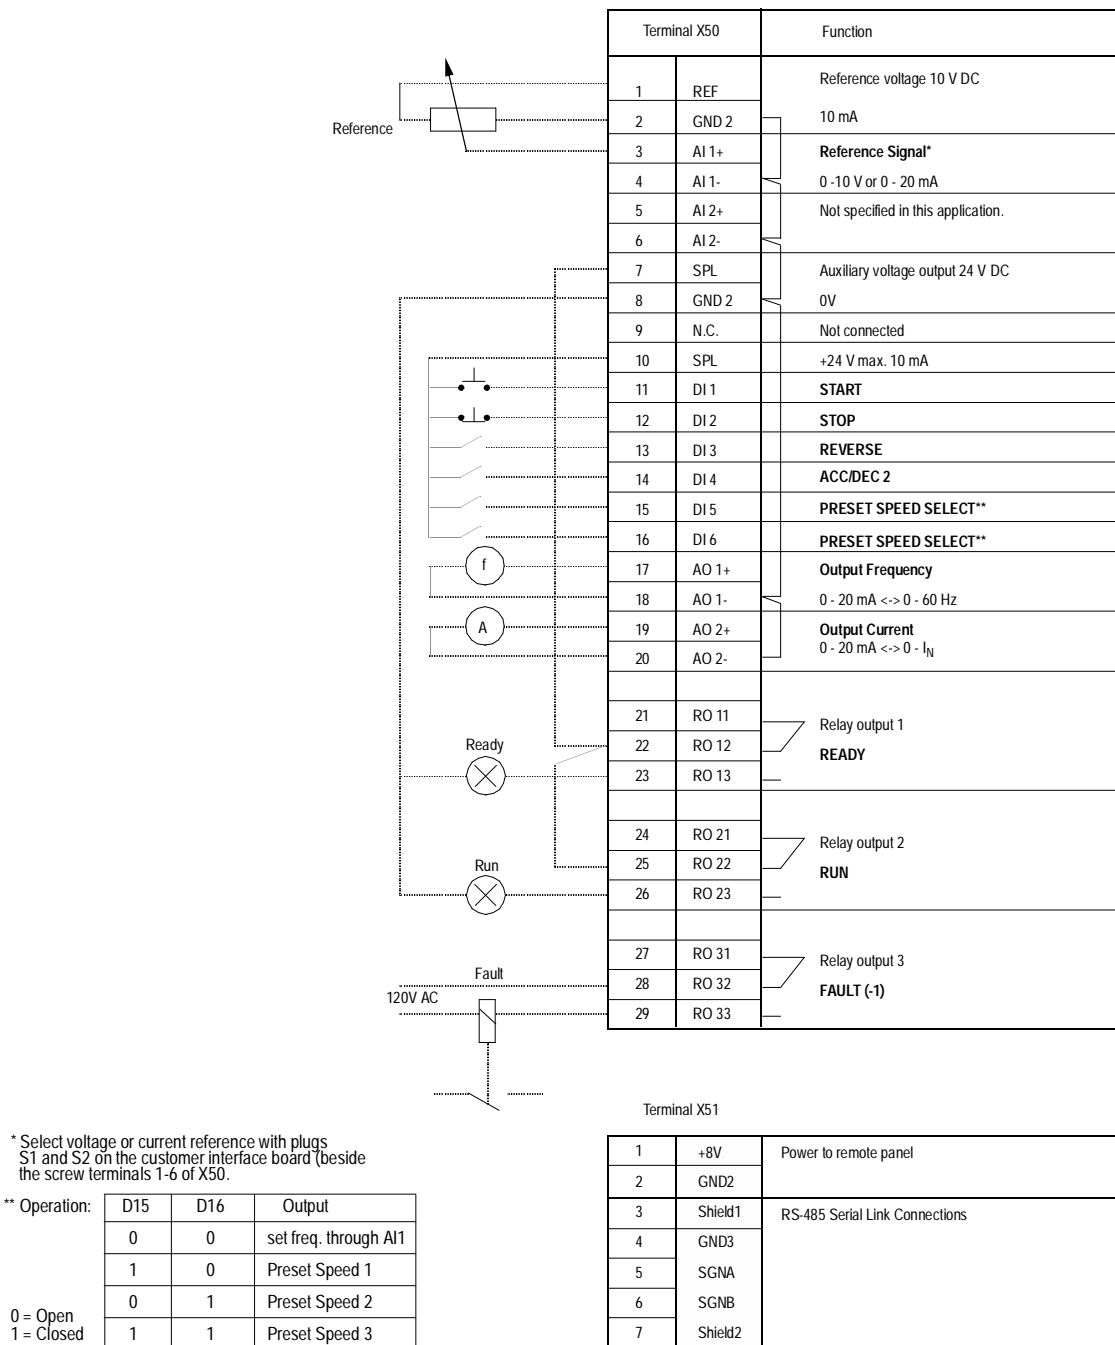 Terminal X50 Function
1 REF Reference voltage 10 V DC
2 GND 2 10 mA
Reference
3 AI 1+ Reference Signal*
4 AI 1- 0 -10 V or 0 - 20 mA
5 AI 2+ Not specified in this application.
6 AI 2-
7 SPL Auxiliary voltage output 24 V DC
8 GND 2 0V
9 N.C. Not connected
10 SPL +24 V max. 10 mA
11 DI 1 START
12 DI 2 STOP
13 DI 3 REVERSE
14 DI 4 ACC/DEC 2
15 DI 5 PRESET SPEED SELECT**
16 DI 6 PRESET SPEED SELECT**
f 17 AO 1+ Output Frequency
18 AO 1- 0 - 20 mA <-> 0 - 60 Hz
A 19 AO 2+ Output Current
20 AO 2- 0 - 20 mA <-> 0 - IN
21 RO 11 Relay output 1
Ready 22 RO 12 READY
23 RO 13
24 RO 21 Relay output 2
Run 25 RO 22 RUN
26 RO 23
27 RO 31 Relay output 3
Fault 28 RO 32 FAULT (-1)
120V AC 29 RO 33
Terminal X51
1 +8V Power to remote panel
2 GND2
3 Shield1 RS-485 Serial Link Connections
4 GND3
5 SGNA
6 SGNB
7 Shield2
* Select voltage or current reference with plugs
S1 and S2 on the customer interface board (beside
the screw terminals 1-6 of X50.
** Operation: D15 D16 Output
0 0 set freq. through AI1
1 0 Preset Speed 1
0 1 Preset Speed 2
0 = Open
1 = Closed 1 1 Preset Speed 3